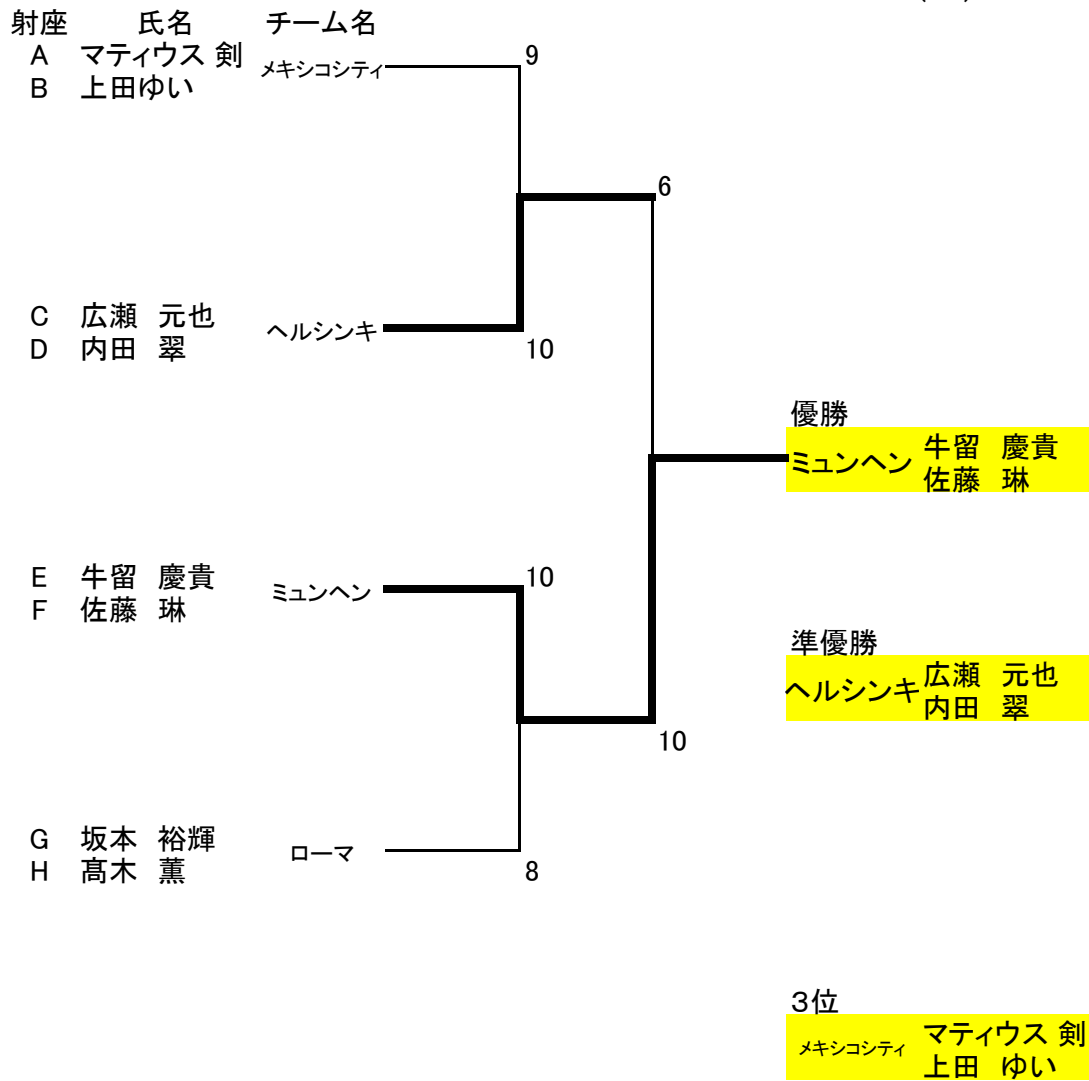 射座 氏名 チーム名
A マティウス 剣
B 上田ゆい
メキシコシティ
9
6
C 広瀬 元也
D 内田 翠
ヘルシンキ
10
優勝
ミュンヘン
牛留 慶貴
佐藤 琳
E 牛留 慶貴
F 佐藤 琳
ミュンヘン
10
準優勝
ヘルシンキ
広瀬 元也
内田 翠
10
G 坂本 裕輝
H 髙木 薫
ローマ
8
3位
メキシコシティ
マティウス 剣
上田 ゆい